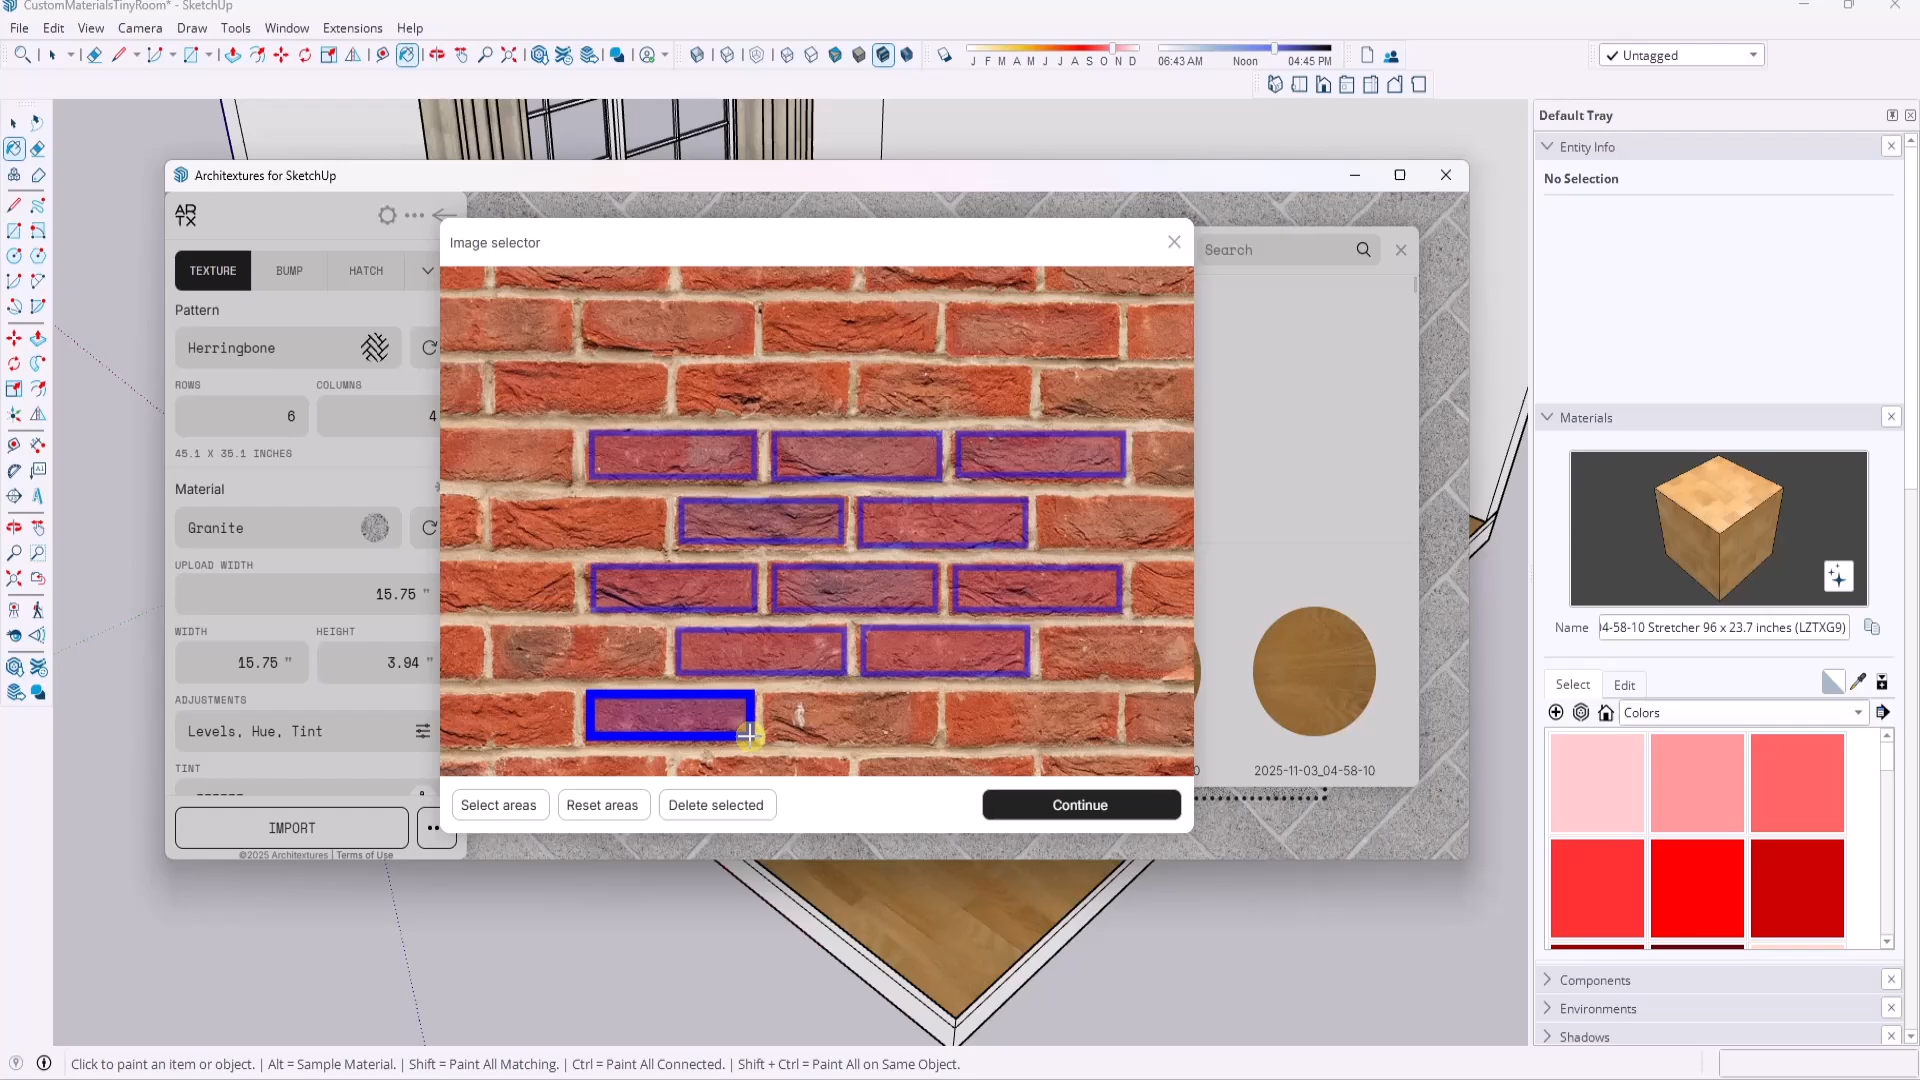 CustomMaterialsTinyRoom* - SketchUp
File Edit View Camera Draw Tools Window Extensions Help
J F M A M J J A S O N D 06:43 AM Noon 04:45 PM
Untagged
Default Tray
Entity Info
No Selection
Architextures for SketchUp
AR
TX
Image selector
Search
TEXTURE BUMP HATCH
Pattern
Herringbone
ROWS COLUMNS
6 4
45.1 X 35.1 INCHES
Material
Granite
UPLOAD WIDTH
15.75 "
WIDTH HEIGHT
15.75 " 3.94 "
ADJUSTMENTS
Levels, Hue, Tint
TINT
IMPORT
©2025 Architextures | Terms of Use
Select areas Reset areas Delete selected Continue
0 2025-11-03_04-58-10
Materials
Name 04-58-10 Stretcher 96 x 23.7 inches (LZTXG9)
Select Edit
Colors
Components
Environments
Shadows
Click to paint an item or object. | Alt = Sample Material. | Shift = Paint All Matching. | Ctrl = Paint All Connected. | Shift + Ctrl = Paint All on Same Object.